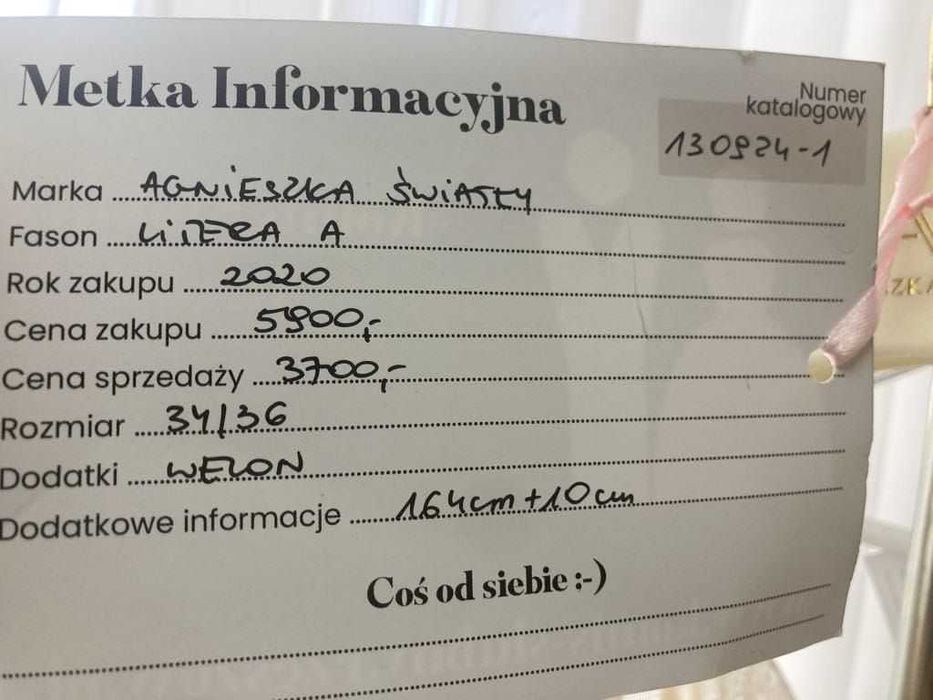 Metka Informacyjna
Numer
katalogowy
130924-1
Marka AGNIESZKA ŚWIATŁY
Fason LITERA A
Rok zakupu 2020
Cena zakupu 5900,-
Cena sprzedaży 3700,-
Rozmiar 34/36
Dodatki WELON
Dodatkowe informacje 164cm+10cm
Coś od siebie :-)
ZKA